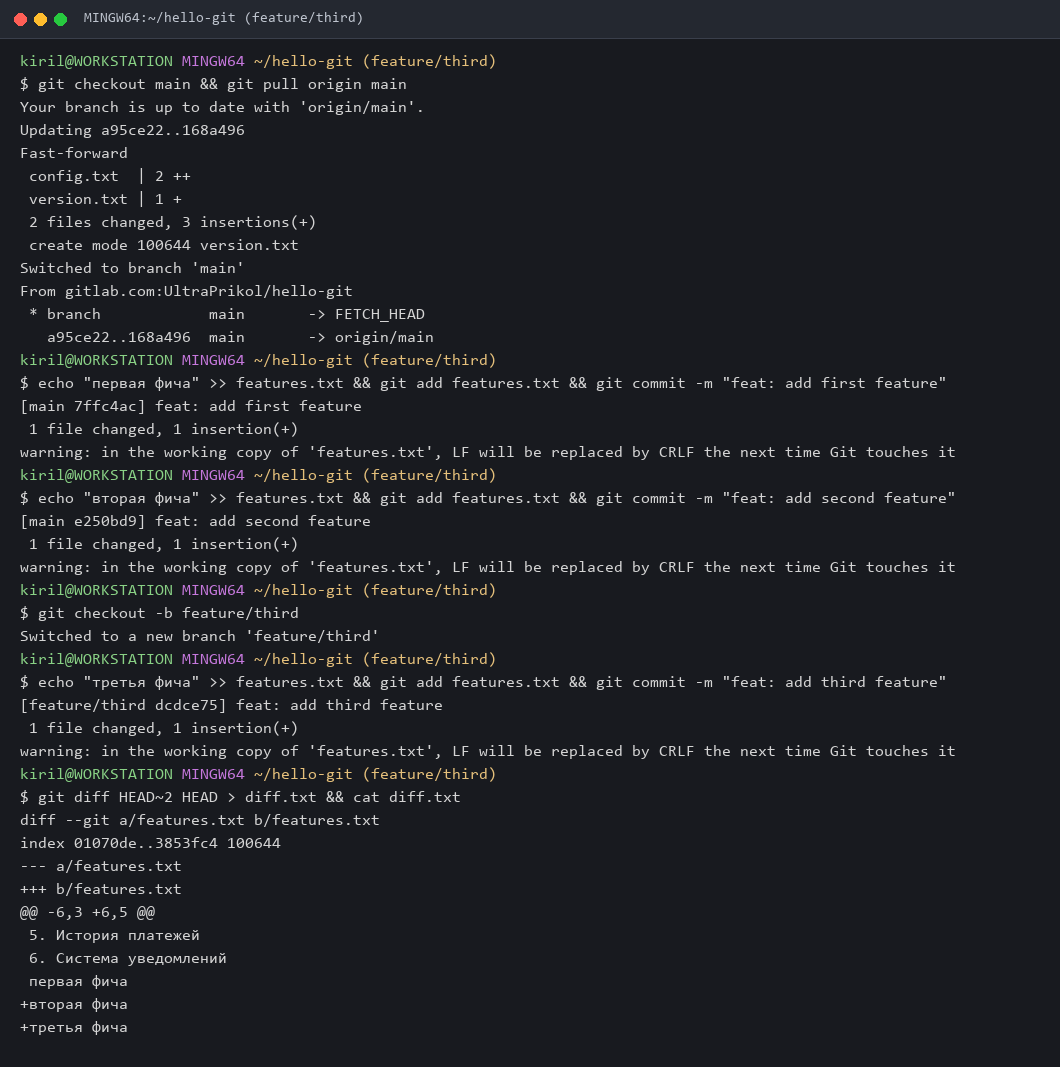 MINGW64:~/hello-git (feature/third)
kiril@WORKSTATION MINGW64 ~/hello-git (feature/third)
$ git checkout main && git pull origin main
Your branch is up to date with 'origin/main'.
Updating a95ce22..168a496
Fast-forward
 config.txt  | 2 ++
 version.txt | 1 +
 2 files changed, 3 insertions(+)
 create mode 100644 version.txt
Switched to branch 'main'
From gitlab.com:UltraPrikol/hello-git
 * branch            main       -> FETCH_HEAD
   a95ce22..168a496  main       -> origin/main
kiril@WORKSTATION MINGW64 ~/hello-git (feature/third)
$ echo "первая фича" >> features.txt && git add features.txt && git commit -m "feat: add first feature"
[main 7ffc4ac] feat: add first feature
 1 file changed, 1 insertion(+)
warning: in the working copy of 'features.txt', LF will be replaced by CRLF the next time Git touches it
kiril@WORKSTATION MINGW64 ~/hello-git (feature/third)
$ echo "вторая фича" >> features.txt && git add features.txt && git commit -m "feat: add second feature"
[main e250bd9] feat: add second feature
 1 file changed, 1 insertion(+)
warning: in the working copy of 'features.txt', LF will be replaced by CRLF the next time Git touches it
kiril@WORKSTATION MINGW64 ~/hello-git (feature/third)
$ git checkout -b feature/third
Switched to a new branch 'feature/third'
kiril@WORKSTATION MINGW64 ~/hello-git (feature/third)
$ echo "третья фича" >> features.txt && git add features.txt && git commit -m "feat: add third feature"
[feature/third dcdce75] feat: add third feature
 1 file changed, 1 insertion(+)
warning: in the working copy of 'features.txt', LF will be replaced by CRLF the next time Git touches it
kiril@WORKSTATION MINGW64 ~/hello-git (feature/third)
$ git diff HEAD~2 HEAD > diff.txt && cat diff.txt
diff --git a/features.txt b/features.txt
index 01070de..3853fc4 100644
--- a/features.txt
+++ b/features.txt
@@ -6,3 +6,5 @@
 5. История платежей
 6. Система уведомлений
 первая фича
+вторая фича
+третья фича